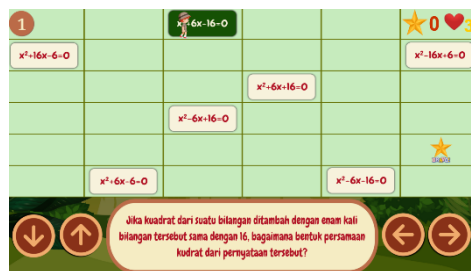 1
+6x-16=0
0
3
x²+16x-6=0
x²-16x+6=0
x²+6x+16=0
x²-6x+16=0
x²+6x-6=0
x²-6x-16=0
Jika kuadrat dari suatu bilangan ditambah dengan enam kali
bilangan tersebut sama dengan 16, bagaimana bentuk persamaan
kudrat dari pernyataan tersebut?